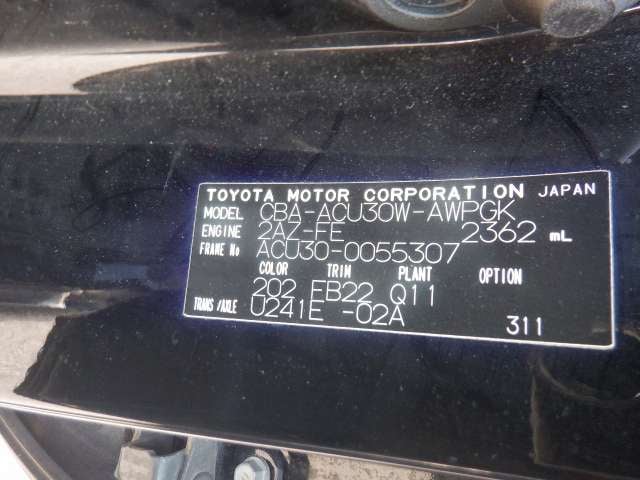 TOYOTA MOTOR CORPORATION JAPAN
MODEL CBA-ACU30W-AWPGK
ENGINE 2AZ-FE 2362 mL
FRAME No ACU30-0055307
COLOR TRIM PLANT OPTION
202 FB22 Q11
TRANS/AXLE U241E -02A
311